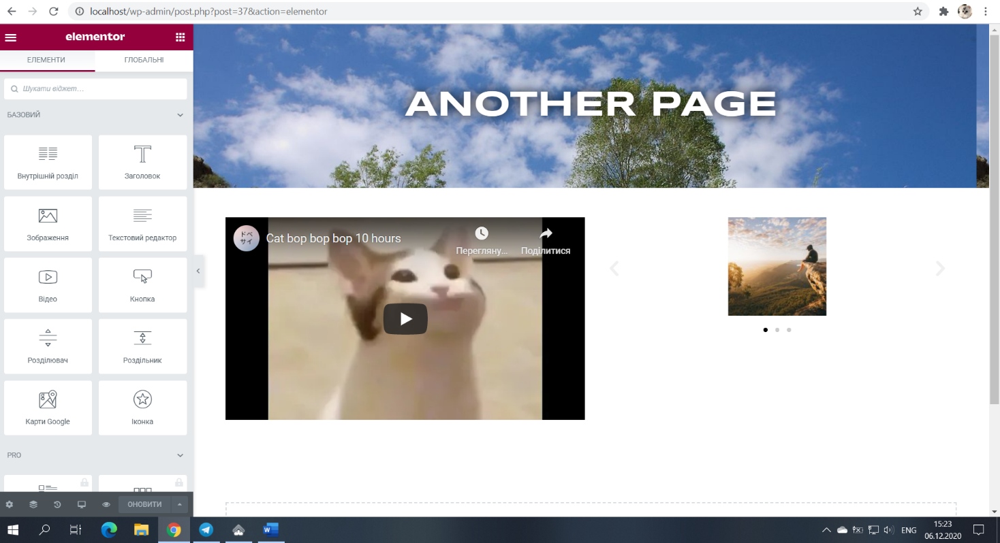 localhost/wp-admin/post.php?post=37&action=elementor
elementor
ЕЛЕМЕНТИ
ГЛОБАЛЬНІ
Шукати віджет...
БАЗОВИЙ
Внутрішній розділ
Заголовок
Зображення
Текстовий редактор
Відео
Кнопка
Розділювач
Роздільник
Карти Google
Іконка
PRO
ОНОВИТИ
ANOTHER PAGE
ドベ
サイ
Cat bop bop bop 10 hours
Перегляну...
Поділитися
ENG
15:23
06.12.2020